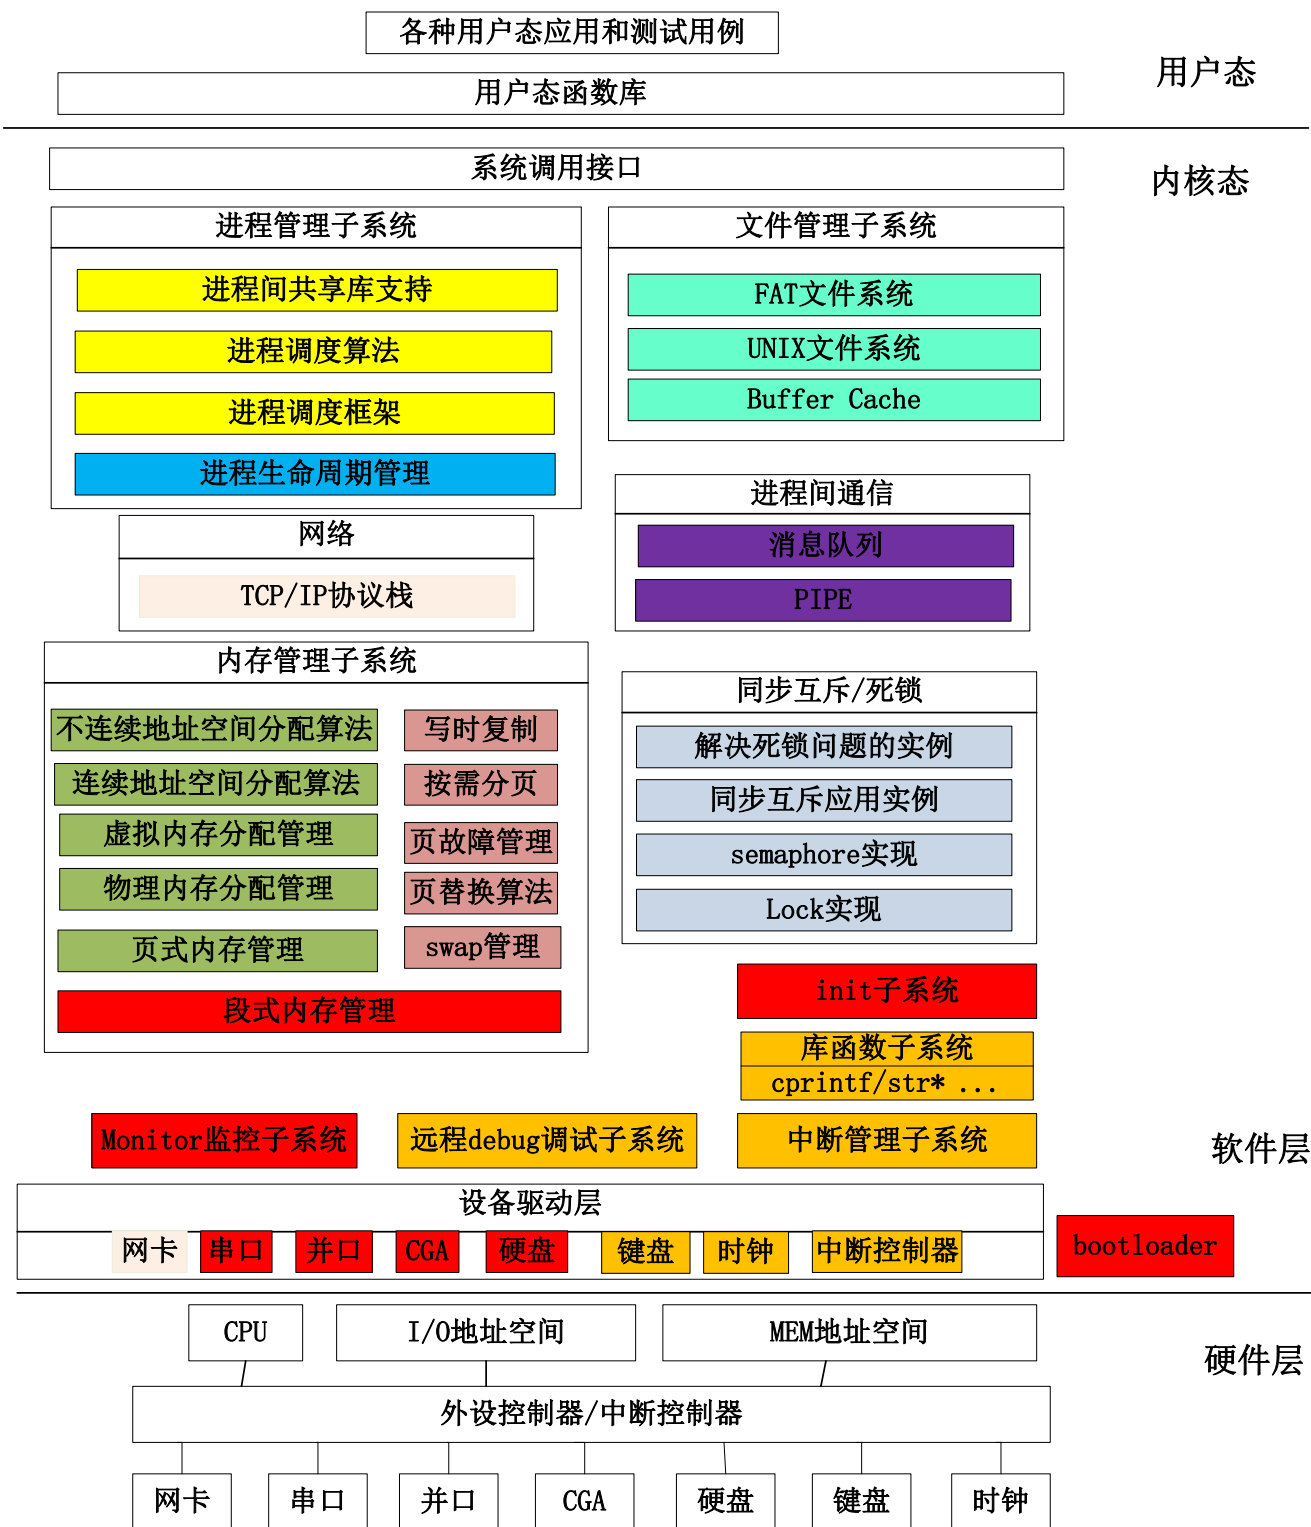 各种用户态应用和测试用例
用户态函数库
用户态
系统调用接口
内核态
进程管理子系统
进程间共享库支持
进程调度算法
进程调度框架
进程生命周期管理
文件管理子系统
FAT文件系统
UNIX文件系统
Buffer Cache
网络
TCP/IP协议栈
进程间通信
消息队列
PIPE
内存管理子系统
不连续地址空间分配算法
连续地址空间分配算法
虚拟内存分配管理
物理内存分配管理
页式内存管理
写时复制
按需分页
页故障管理
页替换算法
swap管理
段式内存管理
同步互斥/死锁
解决死锁问题的实例
同步互斥应用实例
semaphore实现
Lock实现
init子系统
库函数子系统
cprintf/str* ...
Monitor监控子系统
远程debug调试子系统
中断管理子系统
软件层
设备驱动层
网卡
串口
并口
CGA
硬盘
键盘
时钟
中断控制器
bootloader
CPU
I/O地址空间
MEM地址空间
硬件层
外设控制器/中断控制器
网卡
串口
并口
CGA
硬盘
键盘
时钟